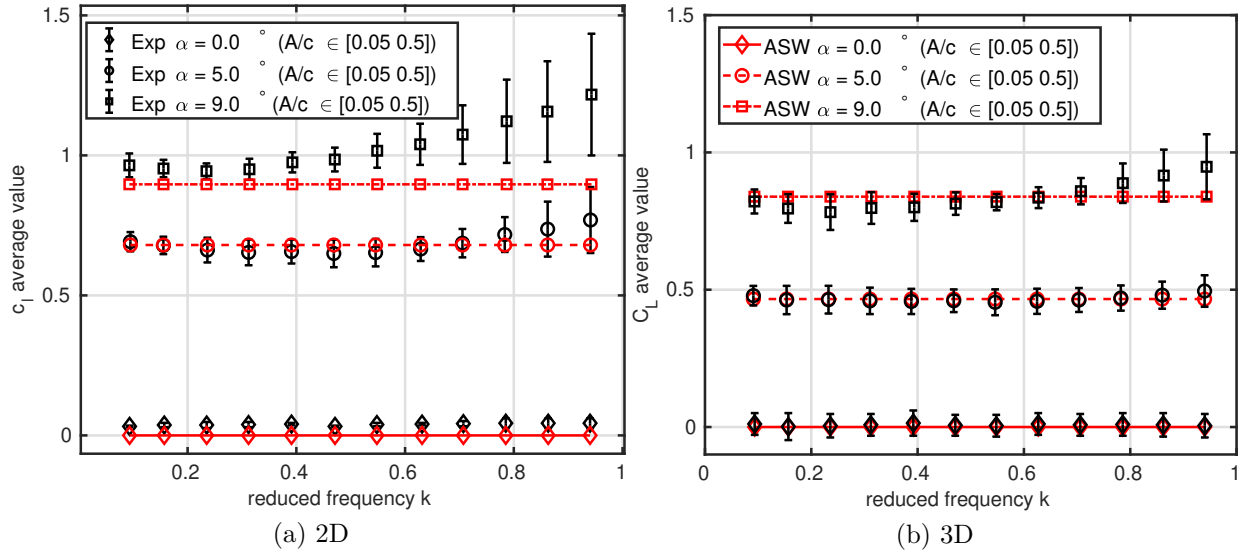 1.5
1
0.5
0
c_l average value
Exp α = 0.0 ° (A/c ∈ [0.05 0.5])
Exp α = 5.0 ° (A/c ∈ [0.05 0.5])
Exp α = 9.0 ° (A/c ∈ [0.05 0.5])
0.2 0.4 0.6 0.8 1
reduced frequency k
(a) 2D
1.5
1
0.5
0
C_L average value
ASW α = 0.0 ° (A/c ∈ [0.05 0.5])
ASW α = 5.0 ° (A/c ∈ [0.05 0.5])
ASW α = 9.0 ° (A/c ∈ [0.05 0.5])
0 0.2 0.4 0.6 0.8 1
reduced frequency k
(b) 3D